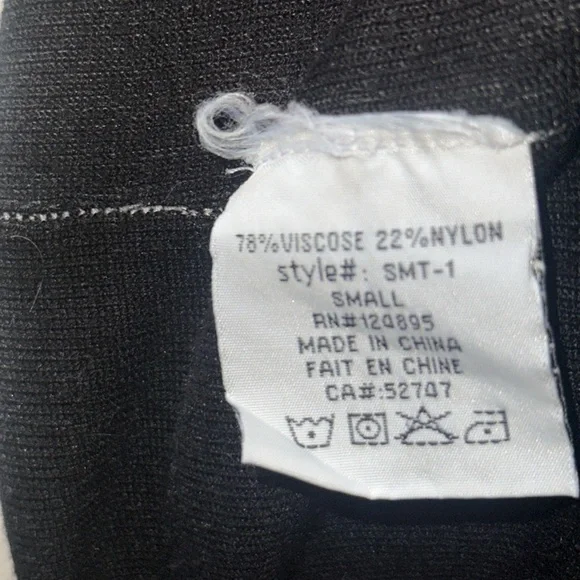 78%VISCOSE 22%NYLON
style#: SMT-1
SMALL
RN#124895
MADE IN CHINA
FAIT EN CHINE
CA#:52747